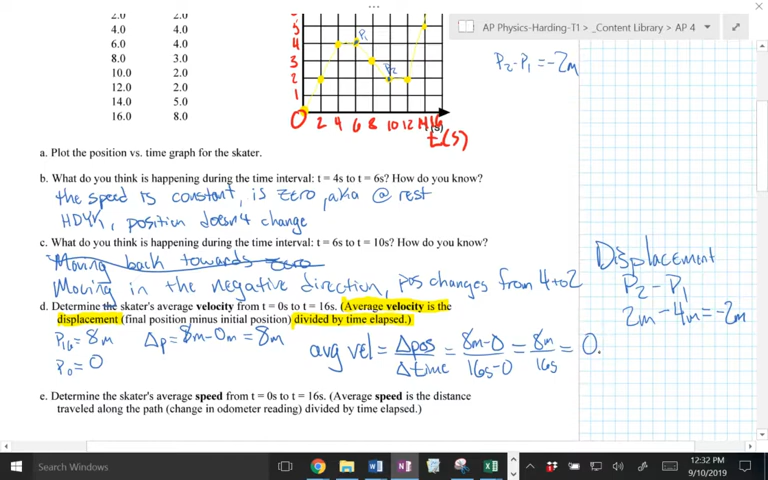 2.0 2.0
4.0 4.0
6.0 4.0
8.0 3.0
10.0 2.0
12.0 2.0
14.0 5.0
16.0 8.0
5
4
3
2
1
0 2 4 6 8 10 12 14 16
t(s)
P1
P2
AP Physics-Harding-T1 > _Content Library > AP 4
P2-P1 = -2m
a. Plot the position vs. time graph for the skater.
b. What do you think is happening during the time interval: t = 4s to t = 6s? How do you know?
the speed is constant, is zero, aka @ rest
HDYK, position doesn't change
c. What do you think is happening during the time interval: t = 6s to t = 10s? How do you know?
Moving back towards zero
Moving in the negative direction, pos changes from 4 to 2
Displacement
P2 - P1
2m - 4m = -2m
d. Determine the skater's average velocity from t = 0s to t = 16s. (Average velocity is the
displacement (final position minus initial position) divided by time elapsed.)
P16 = 8m Δp = 8m-0m = 8m
P0 = 0
avg vel = Δpos/Δtime = 8m-0/16s-0 = 8m/16s = 0.
e. Determine the skater's average speed from t = 0s to t = 16s. (Average speed is the distance
traveled along the path (change in odometer reading) divided by time elapsed.)
Search Windows
12:32 PM
9/10/2019